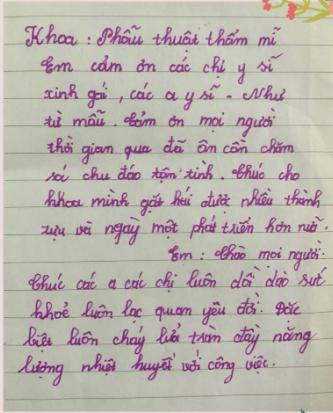 Khoa : Phẫu thuật thẩm mĩ
Em cảm ơn các chị y sĩ
xinh gái , các a y sĩ - Như
từ mẫu . Cảm ơn mọi người
thời gian qua đã ân cần chăm
sóc chu đáo tận tình . Chúc cho
khoa mình gặt hái được nhiều thành
tựu và ngày một phát triển hơn nữa .
Em : Chào mọi người .
Chúc các a các chị luôn dồi dào sức
khoẻ luôn lạc quan yêu đời . Đặc
biệt luôn cháy lửa tràn đầy năng
lượng nhiệt huyết với công việc .